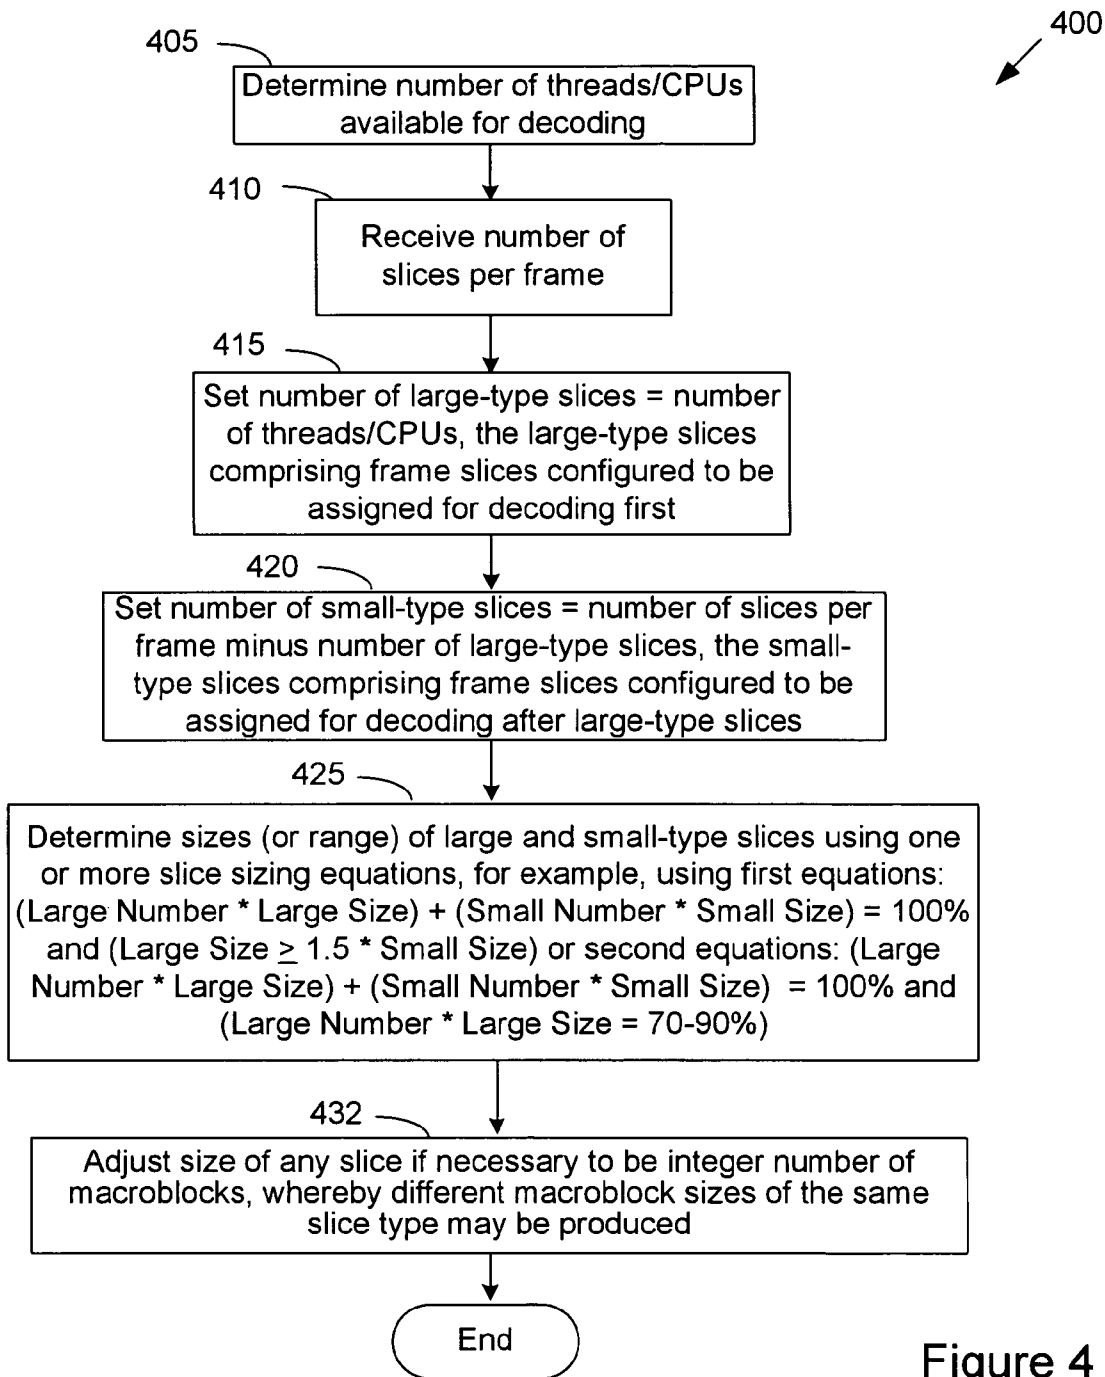 400
405
Determine number of threads/CPUs
available for decoding
410
Receive number of
slices per frame
415
Set number of large-type slices = number
of threads/CPUs, the large-type slices
comprising frame slices configured to be
assigned for decoding first
420
Set number of small-type slices = number of slices per
frame minus number of large-type slices, the small-
type slices comprising frame slices configured to be
assigned for decoding after large-type slices
425
Determine sizes (or range) of large and small-type slices using one
or more slice sizing equations, for example, using first equations:
(Large Number * Large Size) + (Small Number * Small Size) = 100%
and (Large Size ≥ 1.5 * Small Size) or second equations: (Large
Number * Large Size) + (Small Number * Small Size) = 100% and
(Large Number * Large Size = 70-90%)
432
Adjust size of any slice if necessary to be integer number of
macroblocks, whereby different macroblock sizes of the same
slice type may be produced
End
Figure 4